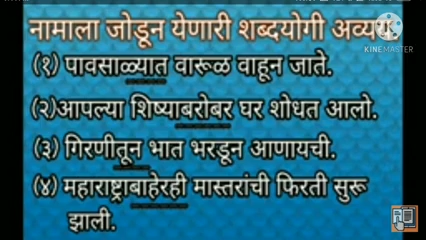 नामाला जोडून येणारी शब्दयोगी अव्यय
(१) पावसाळ्यात वारूळ वाहून जाते.
(२)आपल्या शिष्याबरोबर घर शोधत आलो.
(३) गिरणीतून भात भरडून आणायची.
(४) महाराष्ट्राबाहेरही मास्तरांची फिरती सुरू
झाली.
KINEMASTER